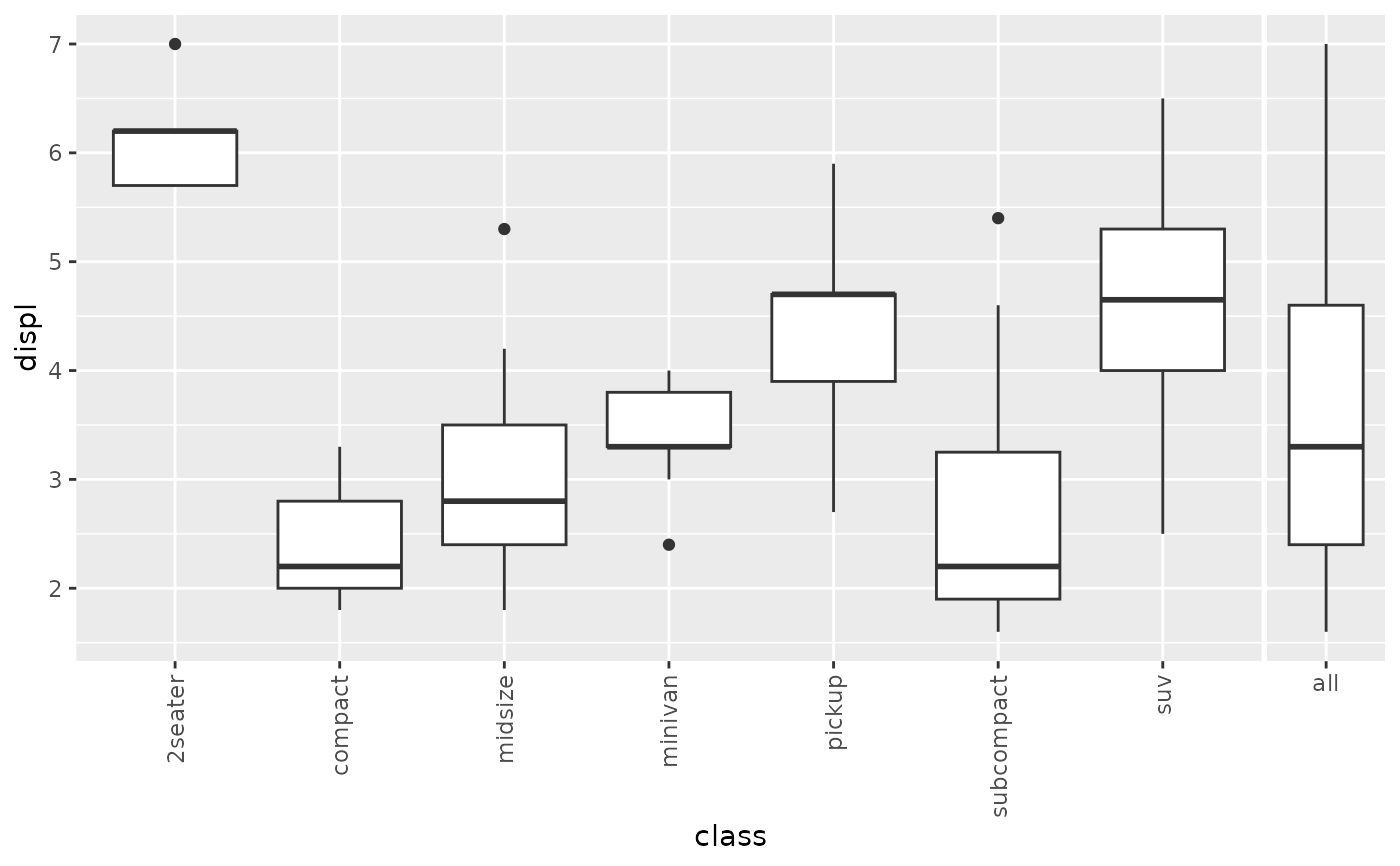 7
6
5
4
3
2
displ
2seater
compact
midsize
minivan
pickup
subcompact
suv
all
class